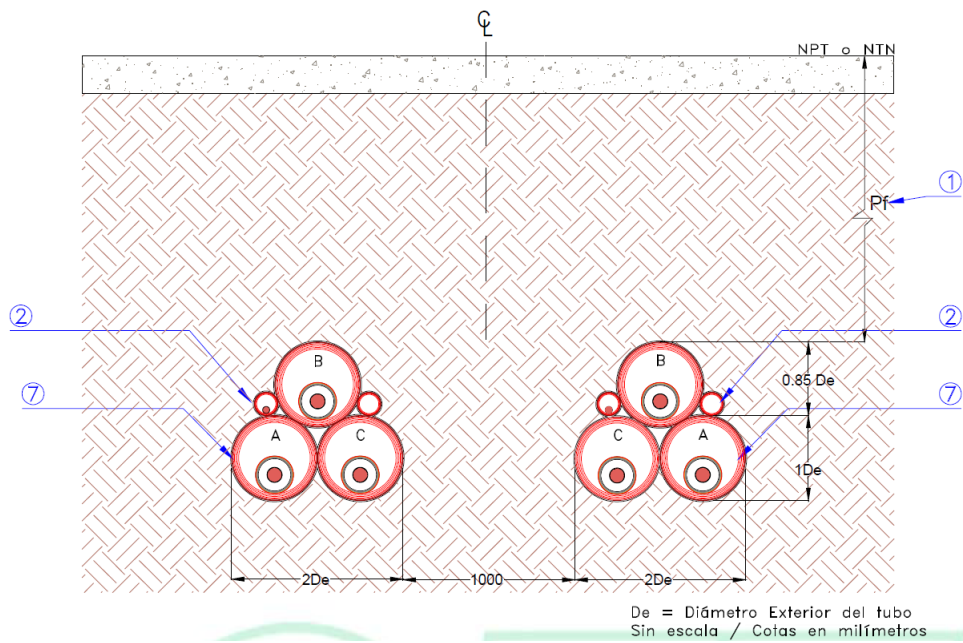 ℄
NPT o NTN
1
Pf
2
2
B
B
0.85 De
7
7
A
C
C
A
1De
2De
1000
2De
De = Diámetro Exterior del tubo
Sin escala / Cotas en milímetros